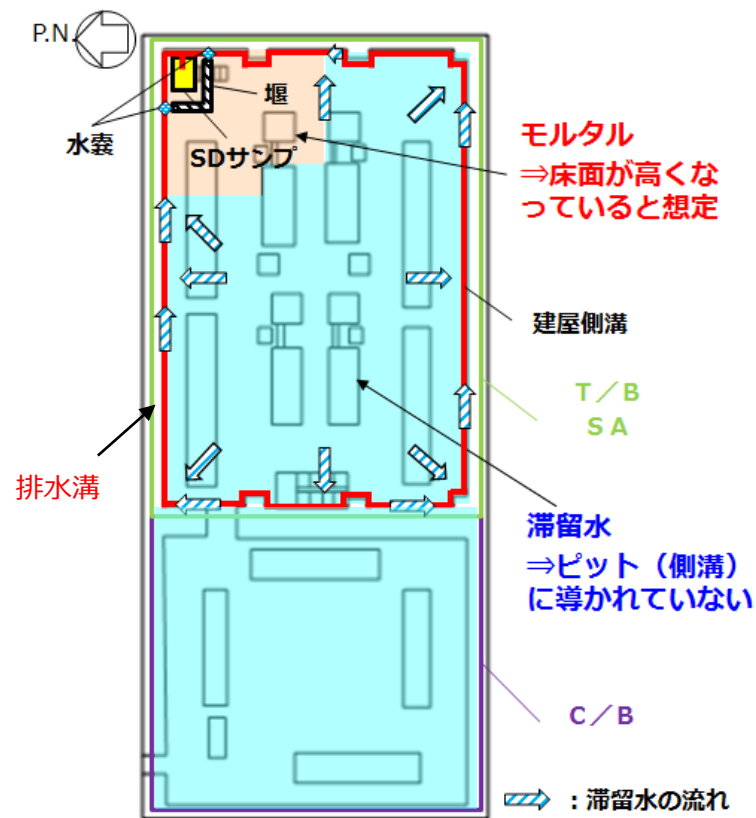 P.N.
水嚢
堰
SDサンプ
モルタル
⇒床面が高くな
っていると想定
建屋側溝
T／B
SA
排水溝
滞留水
⇒ピット（側溝）
に導かれていない
C／B
：滞留水の流れ